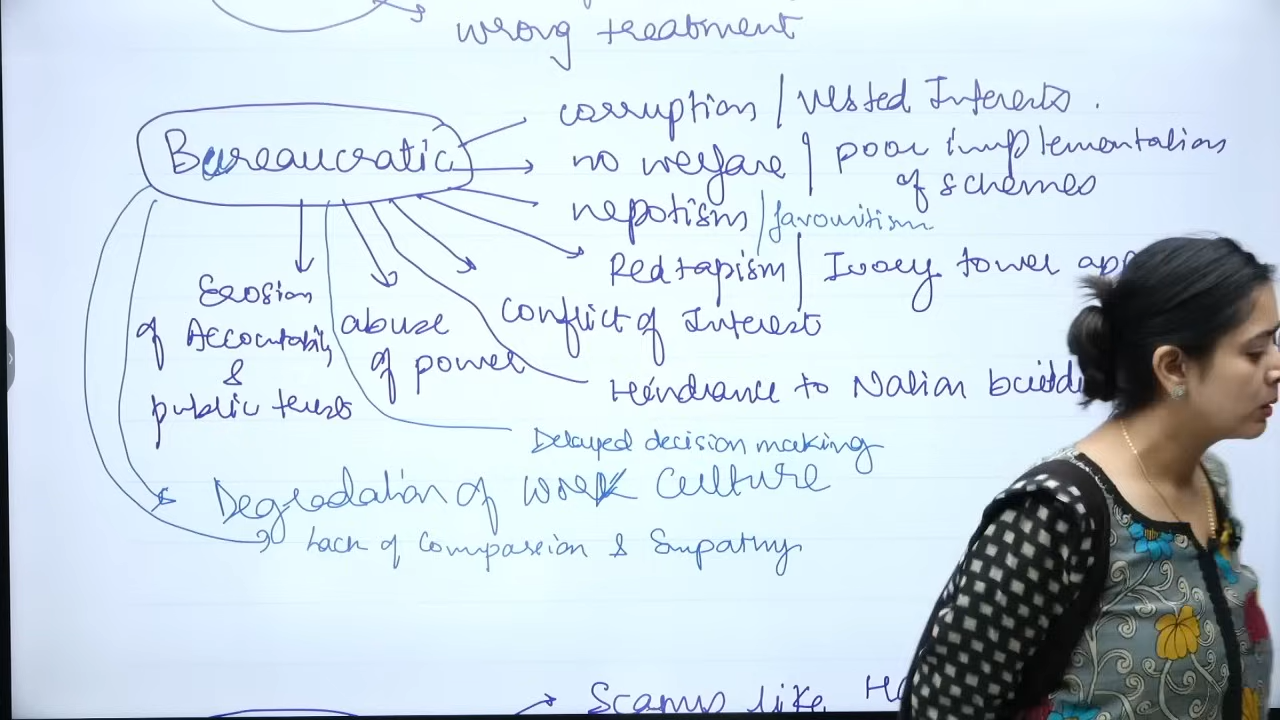 wrong treatment
corruption / vested Interests.
Bureaucratic
no welfare / poor implementation
of schemes
nepotism / favouritism
Redtapism / Ivory tower app
Erosion
of Accountability
&
public trust
abuse
of power
conflict of Interest
Hindrance to Nation build
Delayed decision making
Degradation of work culture
Lack of Compassion & Empathy
Scams like